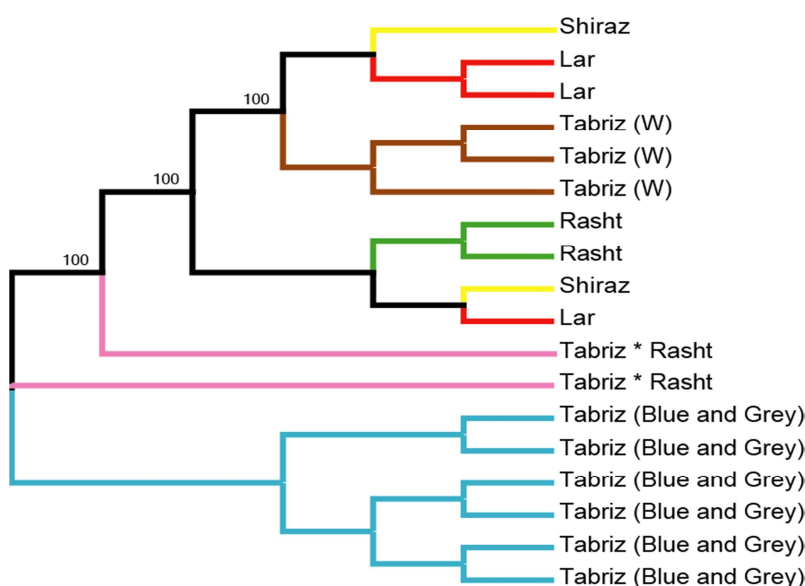 Shiraz
Lar
Lar
100
Tabriz (W)
Tabriz (W)
Tabriz (W)
100
Rasht
Rasht
100
Shiraz
Lar
Tabriz * Rasht
Tabriz * Rasht
Tabriz (Blue and Grey)
Tabriz (Blue and Grey)
Tabriz (Blue and Grey)
Tabriz (Blue and Grey)
Tabriz (Blue and Grey)
Tabriz (Blue and Grey)